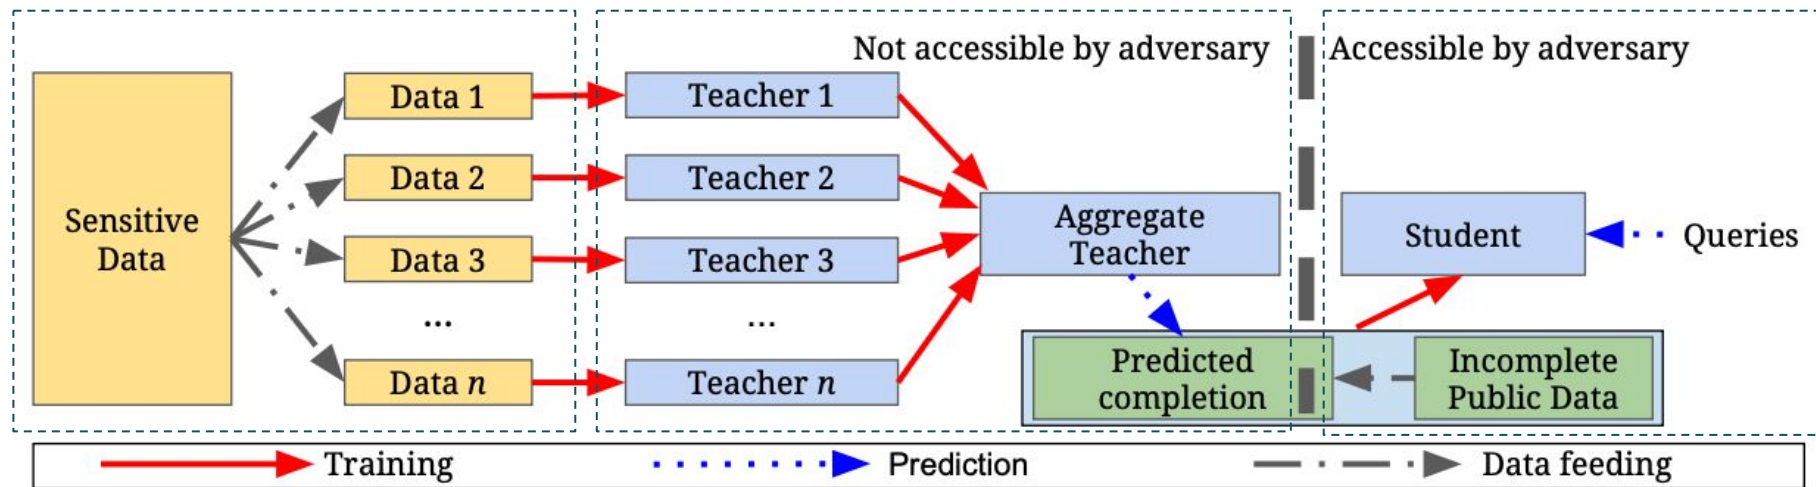 Not accessible by adversary
Accessible by adversary
Sensitive
Data
Data 1
Data 2
Data 3
...
Data n
Teacher 1
Teacher 2
Teacher 3
...
Teacher n
Aggregate
Teacher
Student
Queries
Predicted
completion
Incomplete
Public Data
Training
Prediction
Data feeding